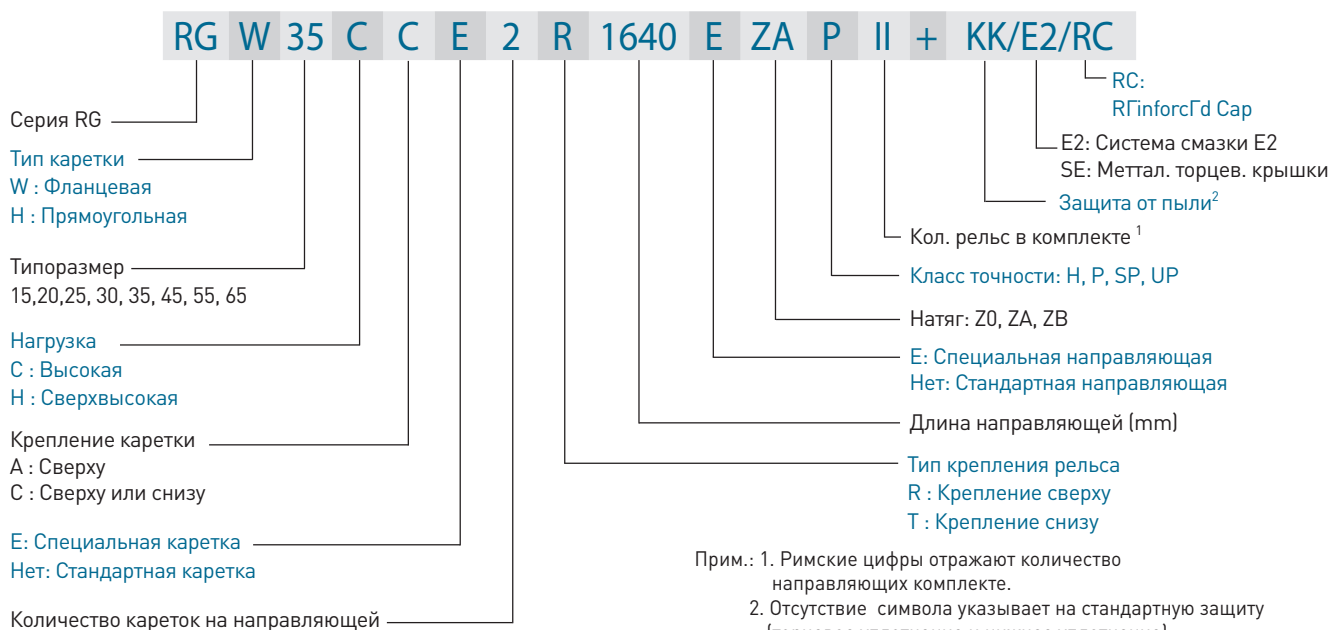 RG W 35 C C E 2 R 1640 E ZA P II + KK/E2/RC
Серия RG
Тип каретки
W : Фланцевая
H : Прямоугольная
Типоразмер
15,20,25, 30, 35, 45, 55, 65
Нагрузка
C : Высокая
H : Сверхвысокая
Крепление каретки
A : Сверху
C : Сверху или снизу
E: Специальная каретка
Нет: Стандартная каретка
Количество кареток на направляющей
RC:
RГinforcГd Cap
E2: Система смазки E2
SE: Меттал. торцев. крышки
Защита от пыли2
Кол. рельс в комплекте 1
Класс точности: H, P, SP, UP
Натяг: Z0, ZA, ZB
E: Специальная направляющая
Нет: Стандартная направляющая
Длина направляющей (mm)
Тип крепления рельса
R : Крепление сверху
T : Крепление снизу
Прим.: 1. Римские цифры отражают количество
направляющих комплекте.
2. Отсутствие символа указывает на стандартную защиту